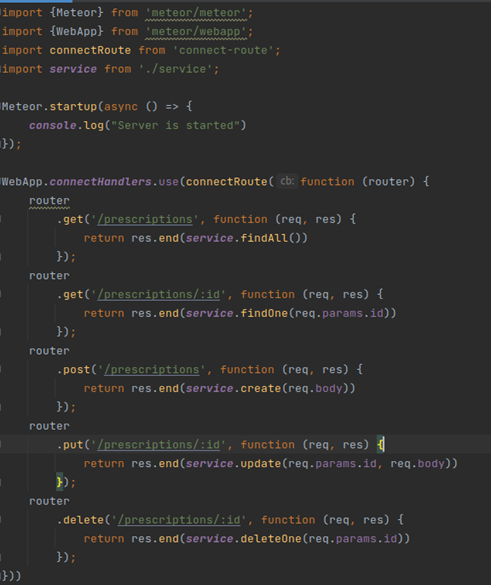 import {Meteor} from 'meteor/meteor';
import {WebApp} from 'meteor/webapp';
import connectRoute from 'connect-route';
import service from './service';
Meteor.startup(async () => {
console.log("Server is started")
});
WebApp.connectHandlers.use(connectRoute( cb: function (router) {
router
.get('/prescriptions', function (req, res) {
return res.end(service.findAll())
});
router
.get('/prescriptions/:id', function (req, res) {
return res.end(service.findOne(req.params.id))
});
router
.post('/prescriptions', function (req, res) {
return res.end(service.create(req.body))
});
router
.put('/prescriptions/:id', function (req, res) {
return res.end(service.update(req.params.id, req.body))
});
router
.delete('/prescriptions/:id', function (req, res) {
return res.end(service.deleteOne(req.params.id))
});
}))